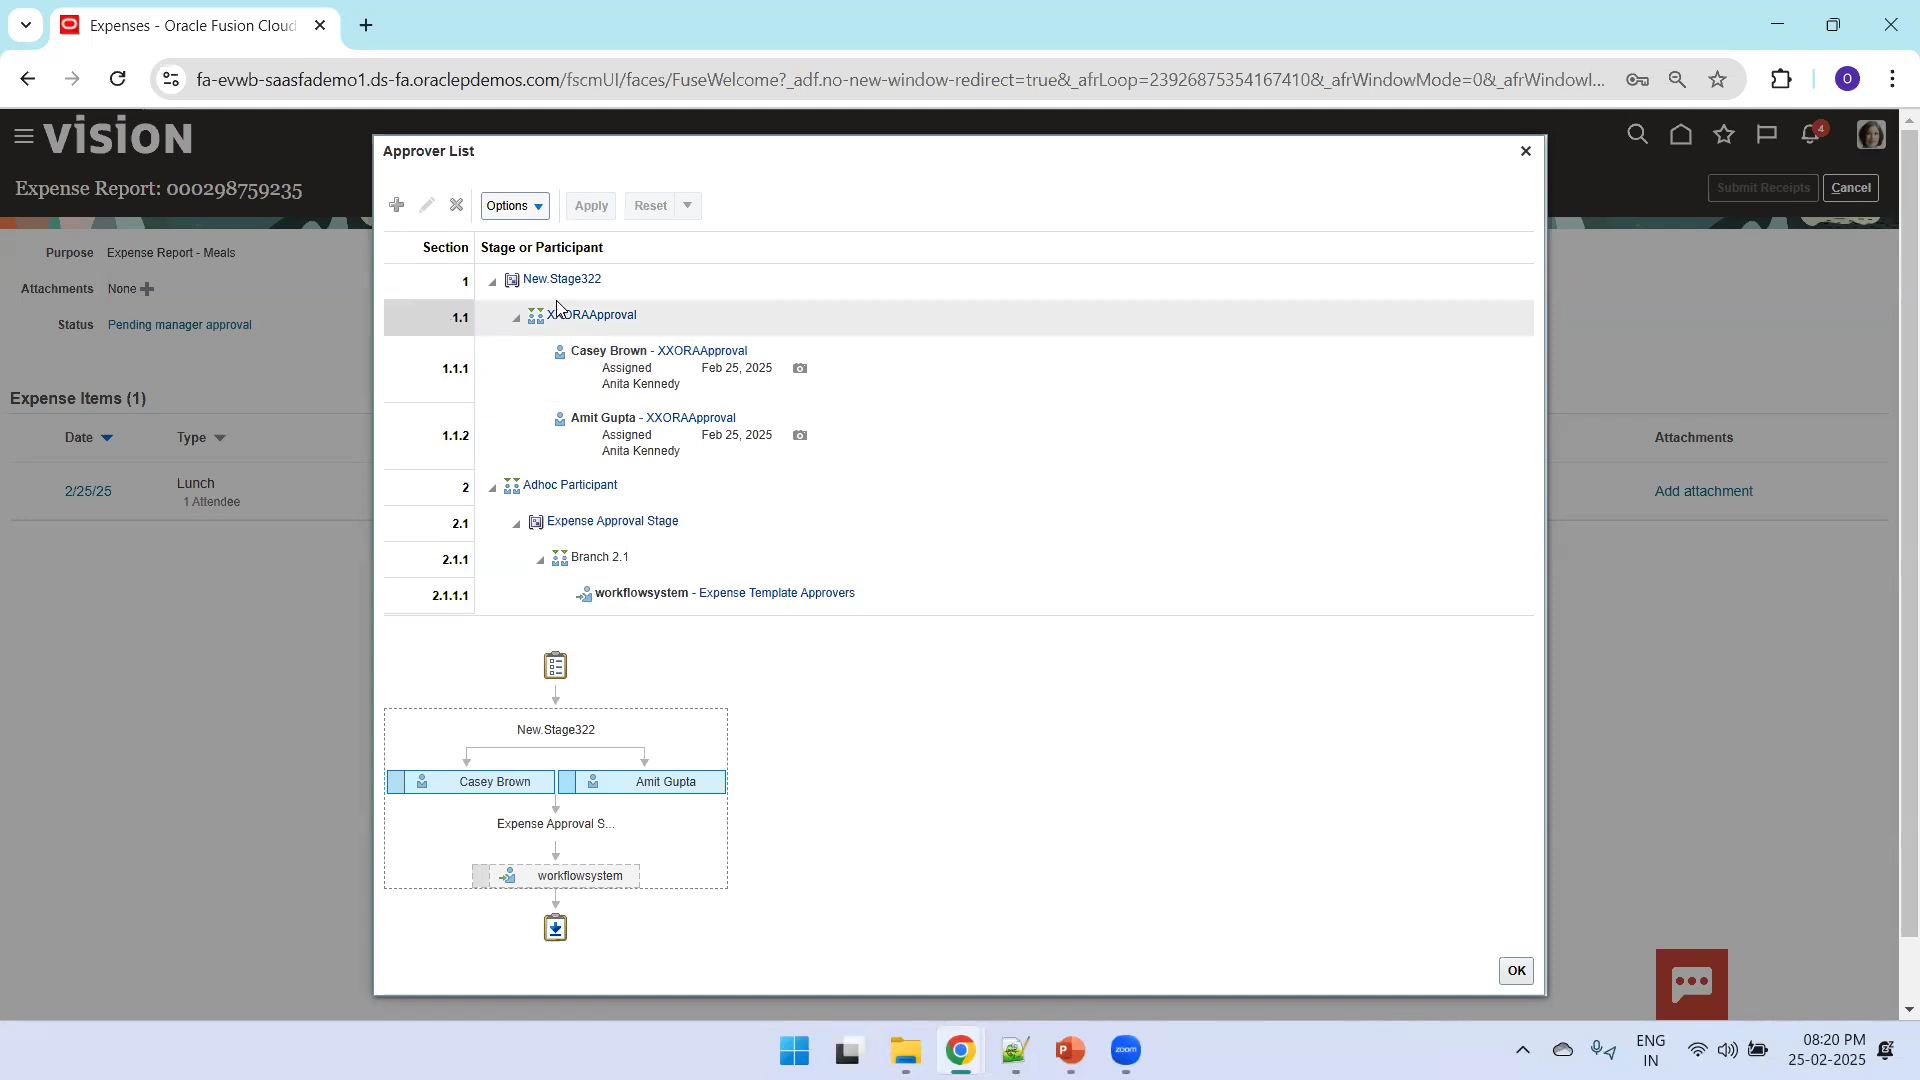 Expenses - Oracle Fusion Cloud
fa-evwb-saasfademo1.ds-fa.oraclepdemos.com/fscmUI/faces/FuseWelcome?_adf.no-new-window-redirect=true&_afrLoop=239268753541674108&_afrWindowMode=0&_afrWindowI...
O
VISION
4
Expense Report: 000298759235
Submit Receipts
Cancel
Purpose Expense Report - Meals
Attachments None
Status Pending manager approval
Expense Items (1)
Date Type Attachments
2/25/25 Lunch Add attachment
1 Attendee
Approver List
Options Apply Reset
Section Stage or Participant
1 New.Stage322
1.1 XXORAApproval
1.1.1 Casey Brown - XXORAApproval
Assigned Feb 25, 2025
Anita Kennedy
1.1.2 Amit Gupta - XXORAApproval
Assigned Feb 25, 2025
Anita Kennedy
2 Adhoc Participant
2.1 Expense Approval Stage
2.1.1 Branch 2.1
2.1.1.1 workflowsystem - Expense Template Approvers
New.Stage322
Casey Brown Amit Gupta
Expense Approval S...
workflowsystem
OK
zoom
ENG
IN
08:20 PM
25-02-2025